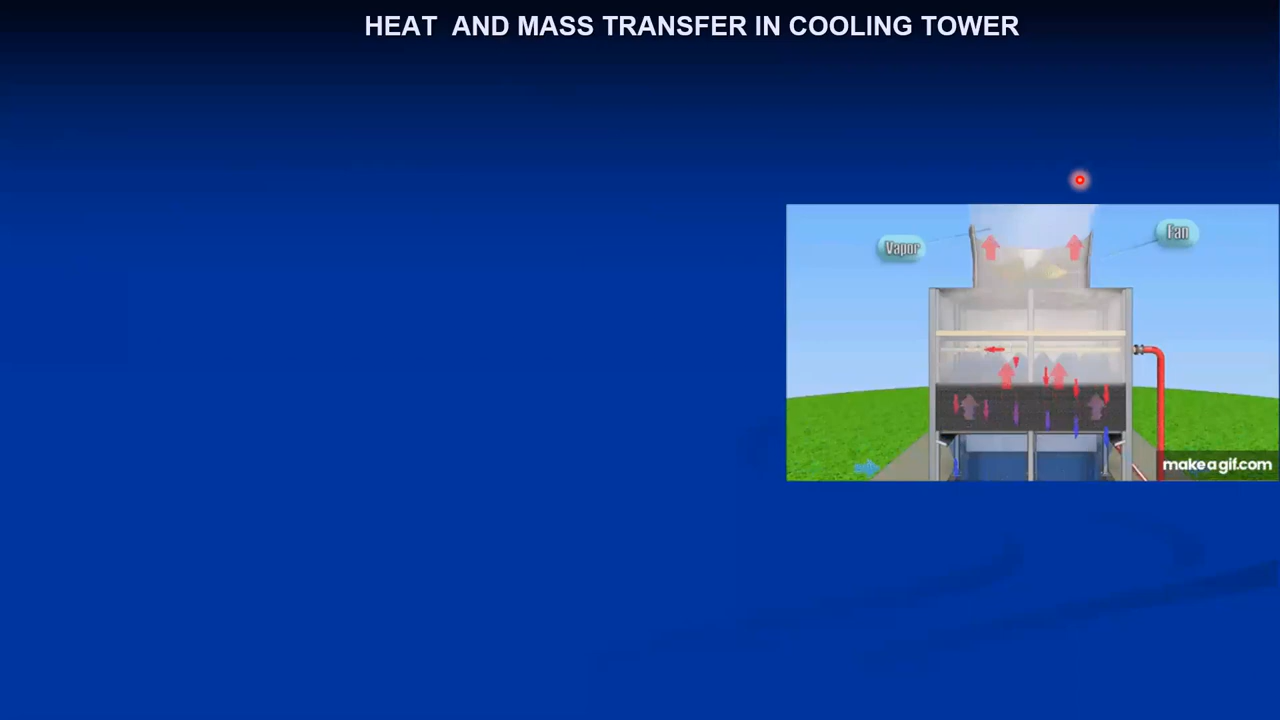 HEAT  AND MASS TRANSFER IN COOLING TOWER
Vapor
Fan
makeagif.com